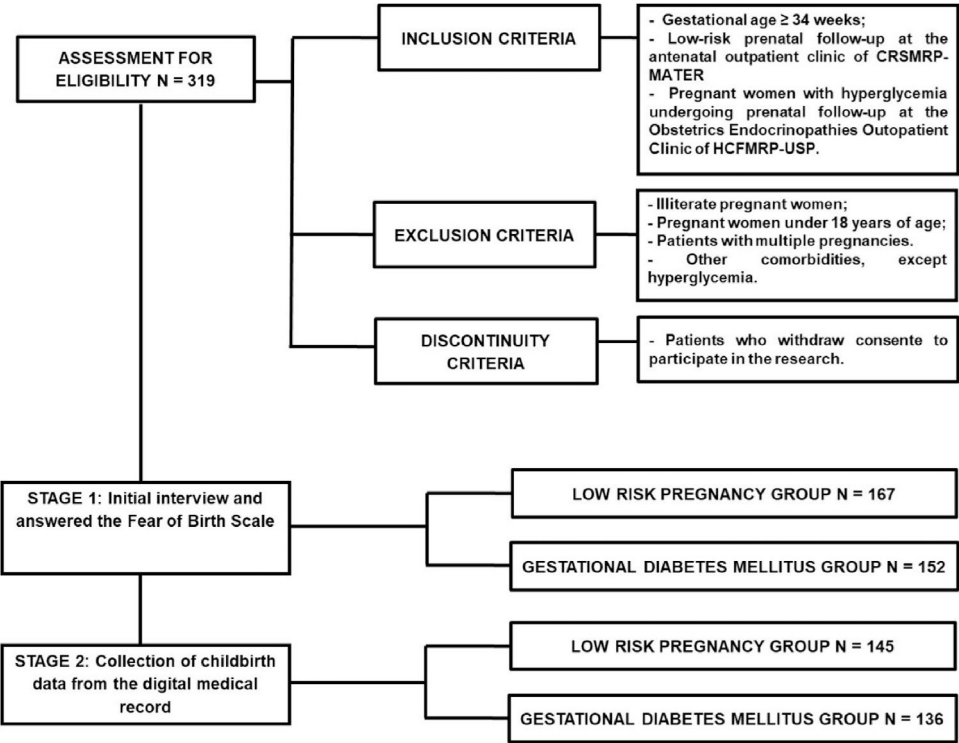 ASSESSMENT FOR
ELIGIBILITY N = 319
INCLUSION CRITERIA
- Gestational age ≥ 34 weeks;
- Low-risk prenatal follow-up at the
antenatal outpatient clinic of CRSMRP-
MATER
- Pregnant women with hyperglycemia
undergoing prenatal follow-up at the
Obstetrics Endocrinopathies Outopatient
Clinic of HCFMRP-USP.
EXCLUSION CRITERIA
- Illiterate pregnant women;
- Pregnant women under 18 years of age;
- Patients with multiple pregnancies.
- Other comorbidities, except
hyperglycemia.
DISCONTINUITY
CRITERIA
- Patients who withdraw consente to
participate in the research.
STAGE 1: Initial interview and
answered the Fear of Birth Scale
LOW RISK PREGNANCY GROUP N = 167
GESTATIONAL DIABETES MELLITUS GROUP N = 152
STAGE 2: Collection of childbirth
data from the digital medical
record
LOW RISK PREGNANCY GROUP N = 145
GESTATIONAL DIABETES MELLITUS GROUP N = 136